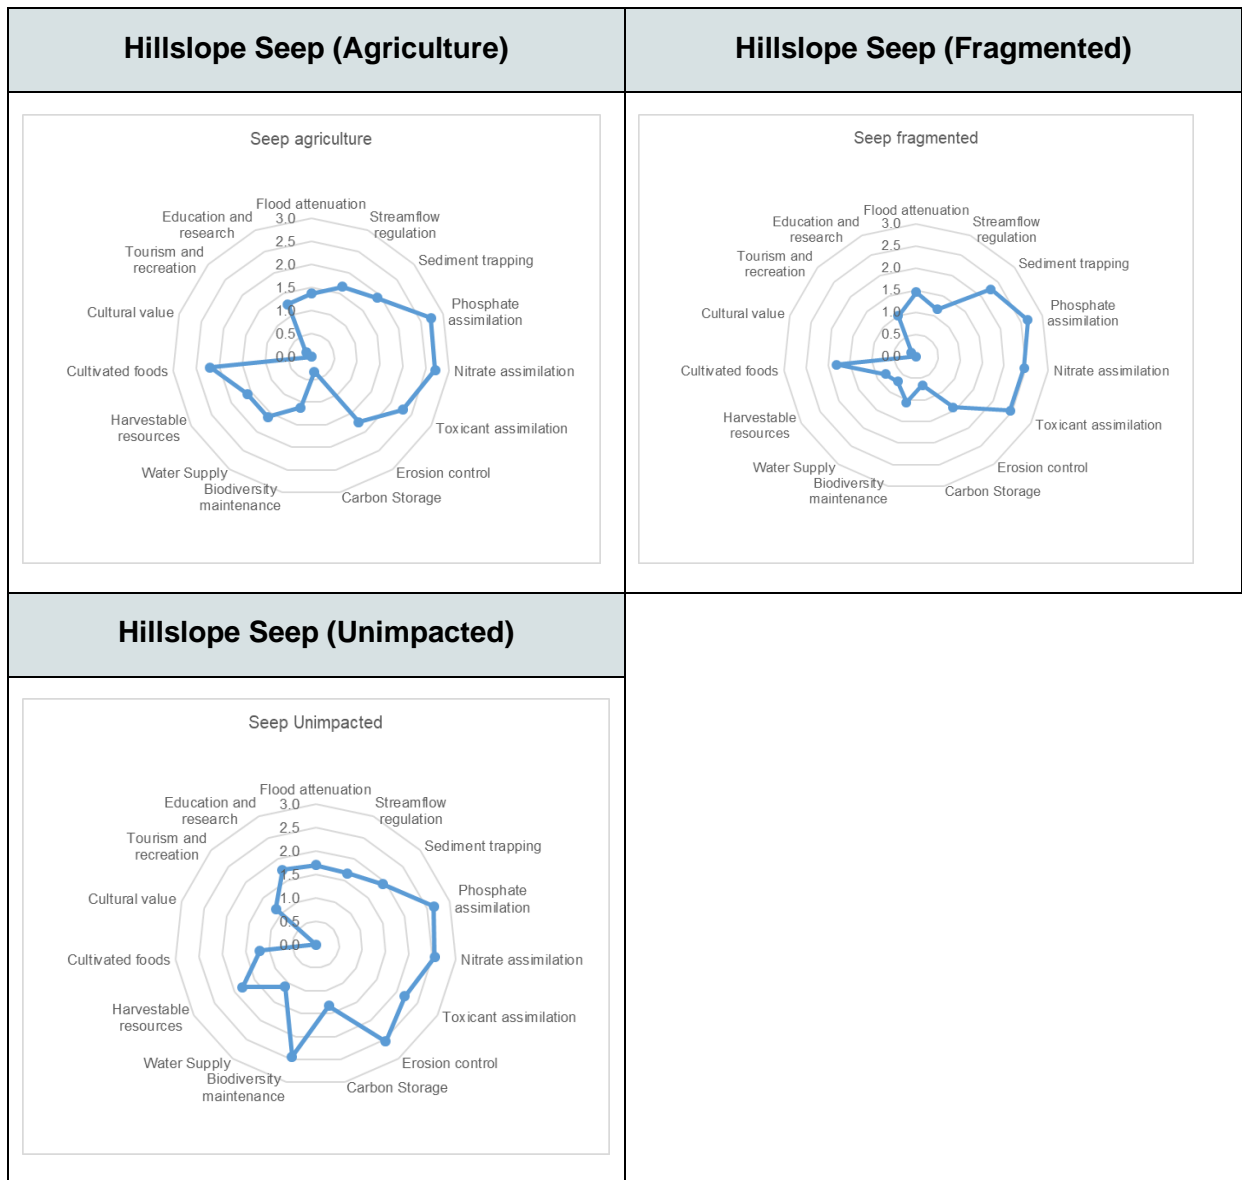 Hillslope Seep (Agriculture)
Hillslope Seep (Fragmented)
Seep agriculture
Flood attenuation
Streamflow
regulation
Sediment trapping
Phosphate
assimilation
Nitrate assimilation
Toxicant assimilation
Erosion control
Carbon Storage
Biodiversity
maintenance
Water Supply
Harvestable
resources
Cultivated foods
Cultural value
Tourism and
recreation
Education and
research
3.0
2.5
2.0
1.5
1.0
0.5
0.0
Seep fragmented
Flood attenuation
Streamflow
regulation
Sediment trapping
Phosphate
assimilation
Nitrate assimilation
Toxicant assimilation
Erosion control
Carbon Storage
Biodiversity
maintenance
Water Supply
Harvestable
resources
Cultivated foods
Cultural value
Tourism and
recreation
Education and
research
3.0
2.5
2.0
1.5
1.0
0.5
0.0
Hillslope Seep (Unimpacted)
Seep Unimpacted
Flood attenuation
Streamflow
regulation
Sediment trapping
Phosphate
assimilation
Nitrate assimilation
Toxicant assimilation
Erosion control
Carbon Storage
Biodiversity
maintenance
Water Supply
Harvestable
resources
Cultivated foods
Cultural value
Tourism and
recreation
Education and
research
3.0
2.5
2.0
1.5
1.0
0.5
0.0